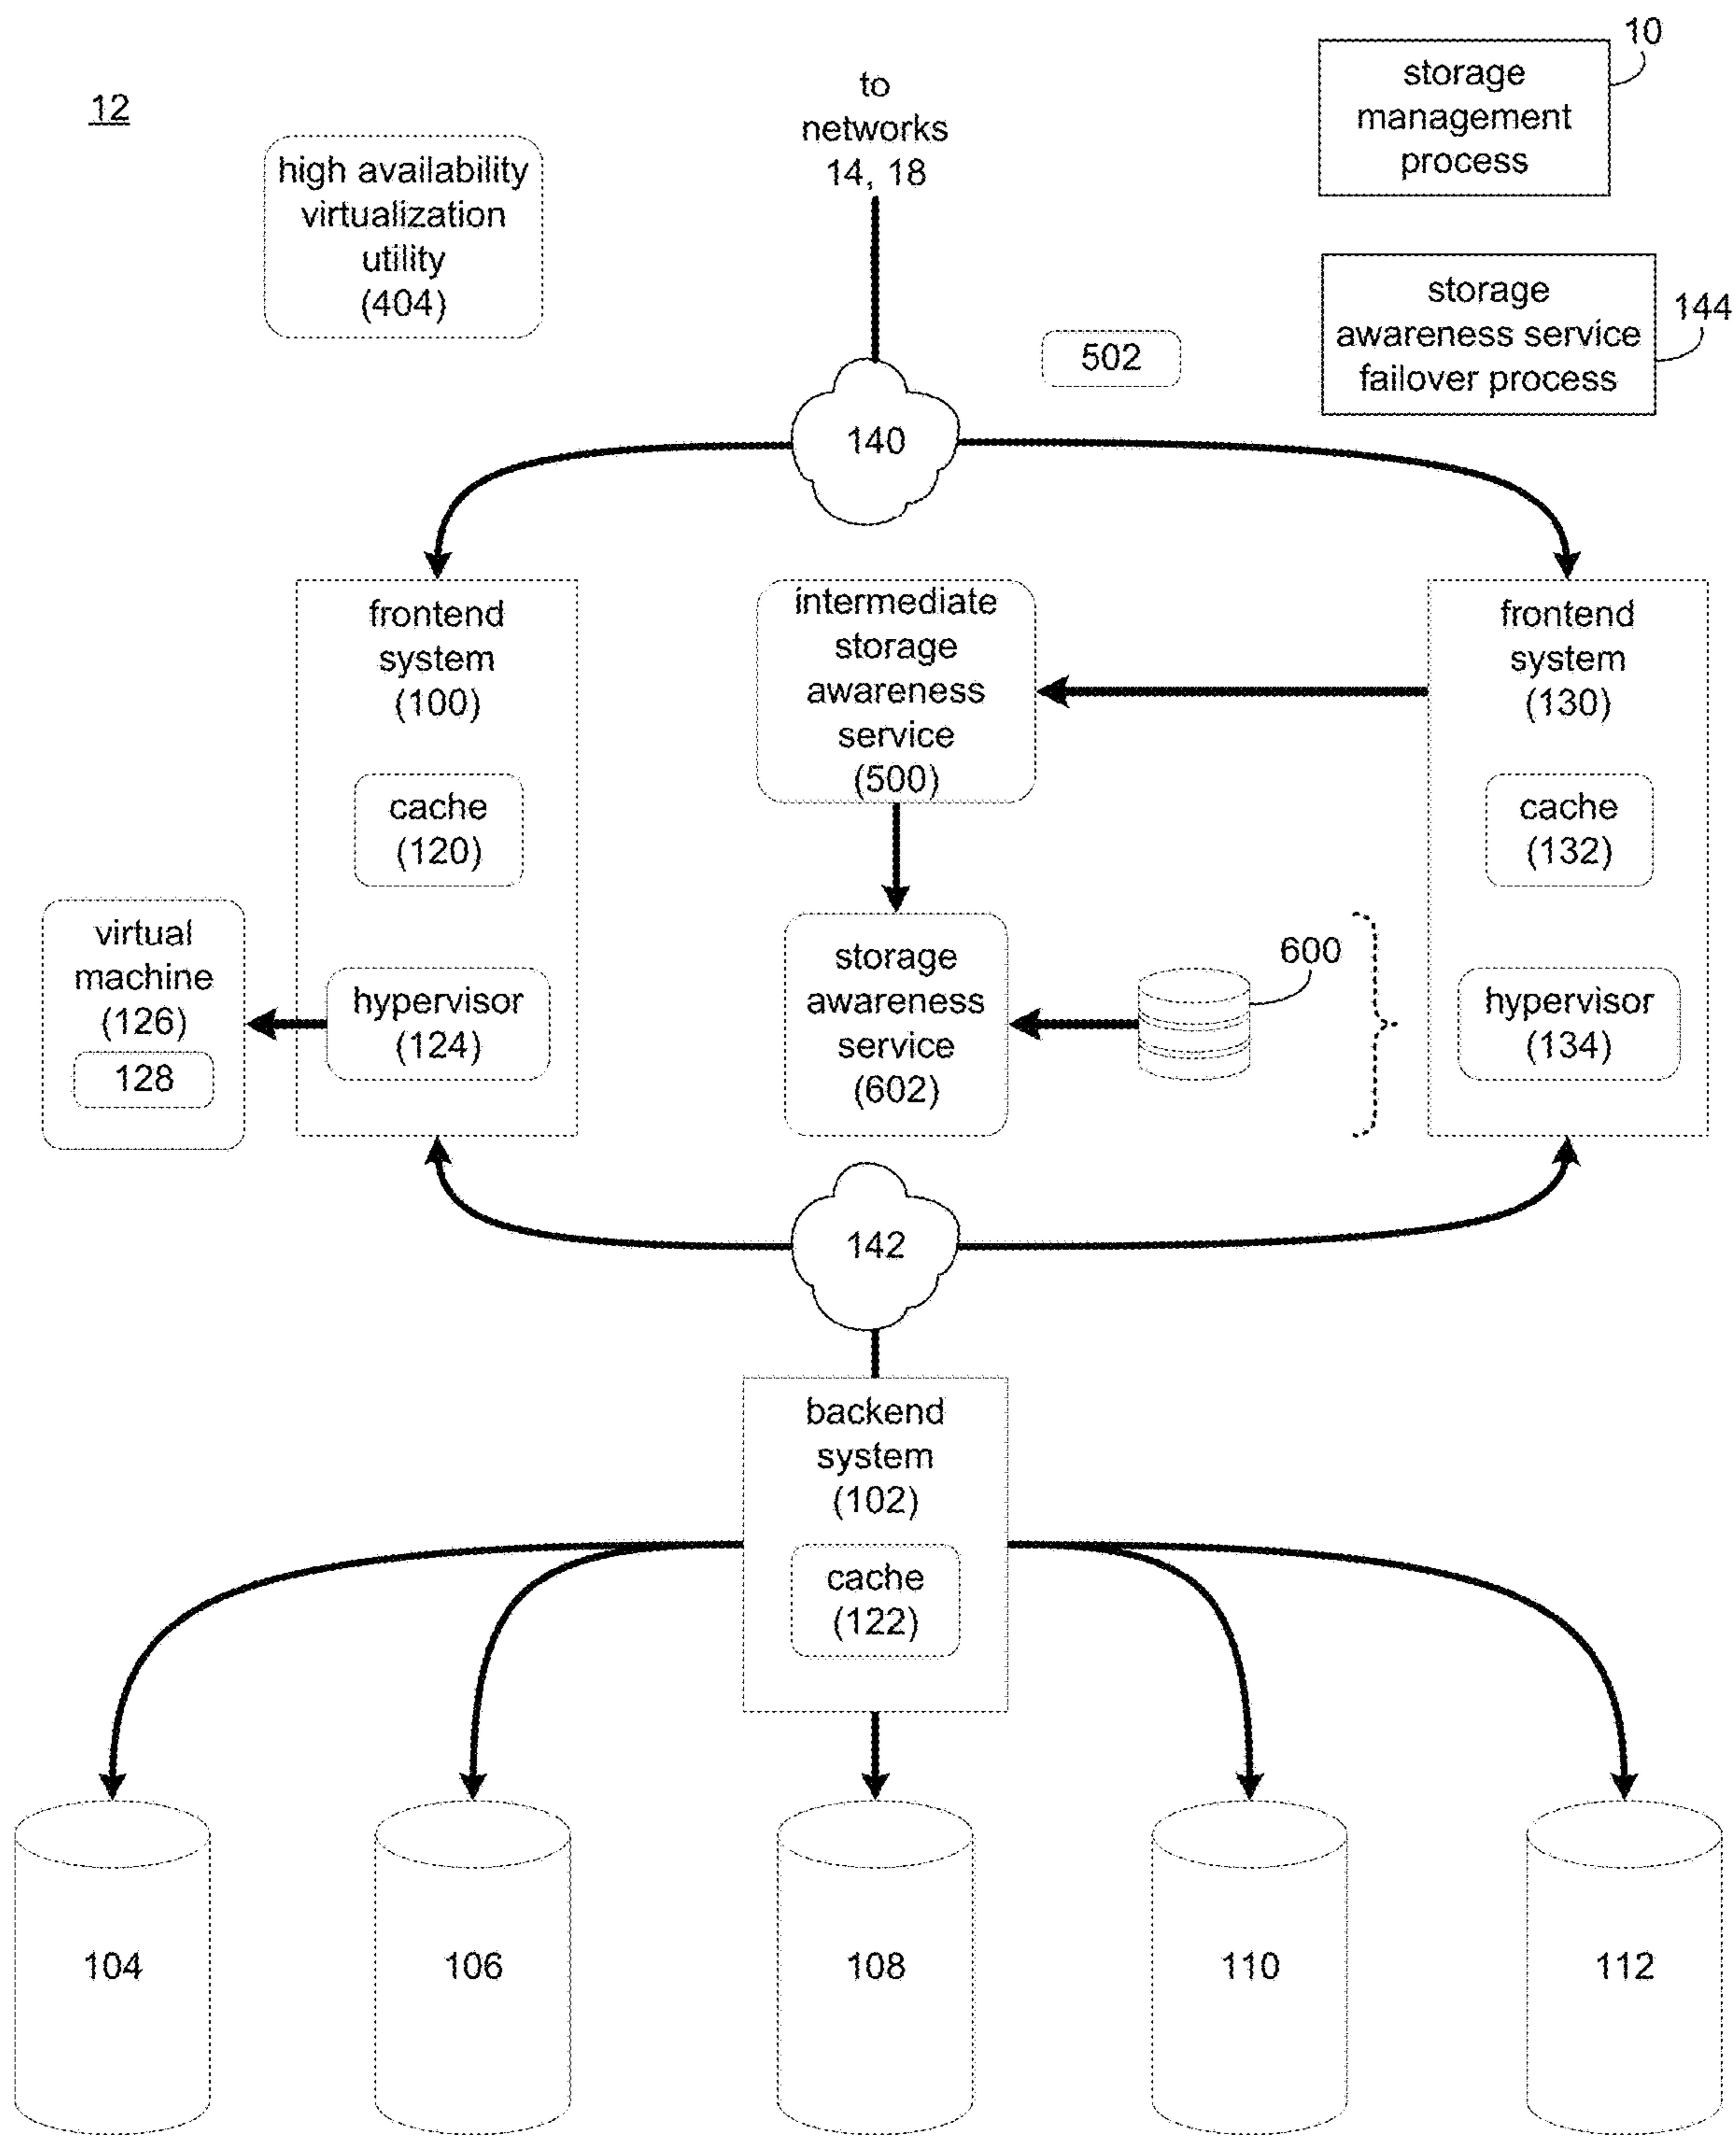 12
to
networks
14, 18
10
storage
management
process
high availability
virtualization
utility
(404)
storage
awareness service
failover process
144
502
140
frontend
system
(100)
cache
(120)
hypervisor
(124)
virtual
machine
(126)
128
intermediate
storage
awareness
service
(500)
storage
awareness
service
(602)
600
frontend
system
(130)
cache
(132)
hypervisor
(134)
142
backend
system
(102)
cache
(122)
104
106
108
110
112